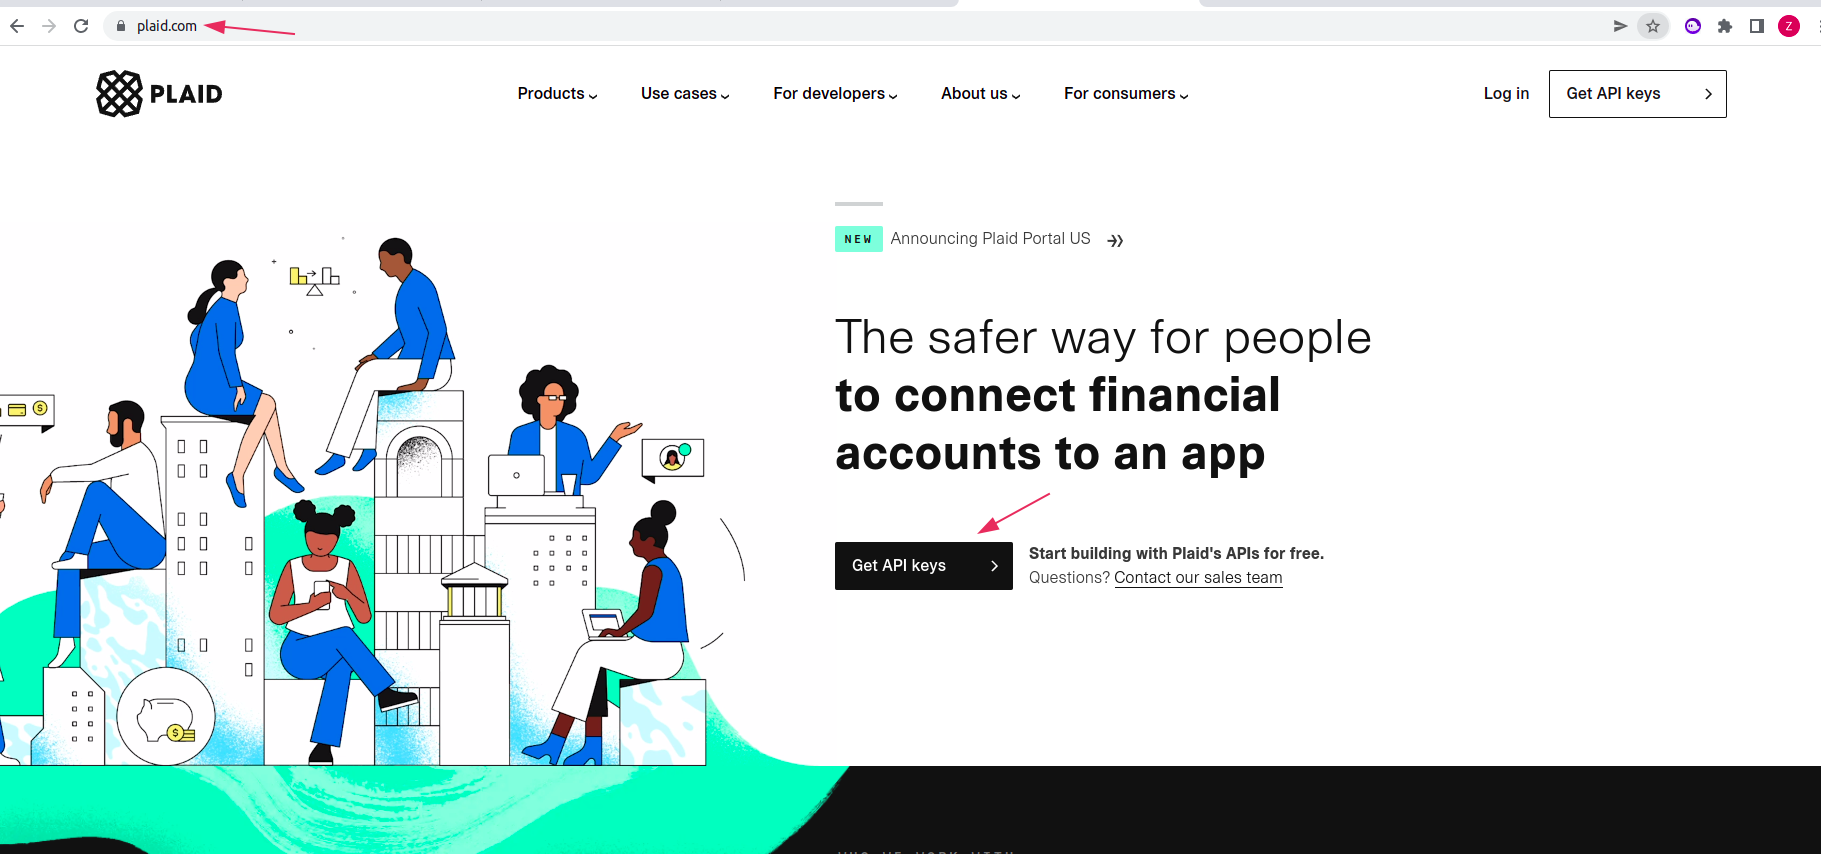 plaid.com
Z
PLAID
Products
Use cases
For developers
About us
For consumers
Log in
Get API keys
NEW Announcing Plaid Portal US
The safer way for people
to connect financial
accounts to an app
Get API keys
Start building with Plaid's APIs for free.
Questions? Contact our sales team
$
$